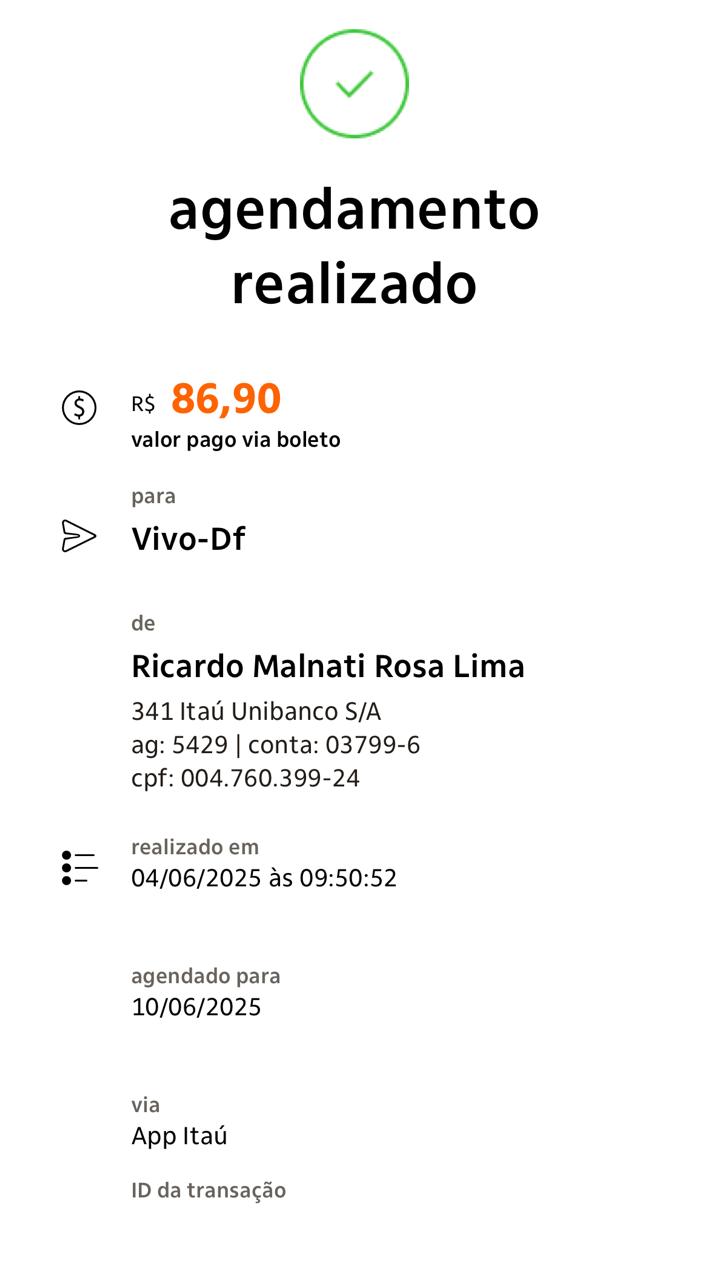 agendamento
realizado
R$ 86,90
valor pago via boleto
para
Vivo-Df
de
Ricardo Malnati Rosa Lima
341 Itaú Unibanco S/A
ag: 5429 | conta: 03799-6
cpf: 004.760.399-24
realizado em
04/06/2025 às 09:50:52
agendado para
10/06/2025
via
App Itaú
ID da transação